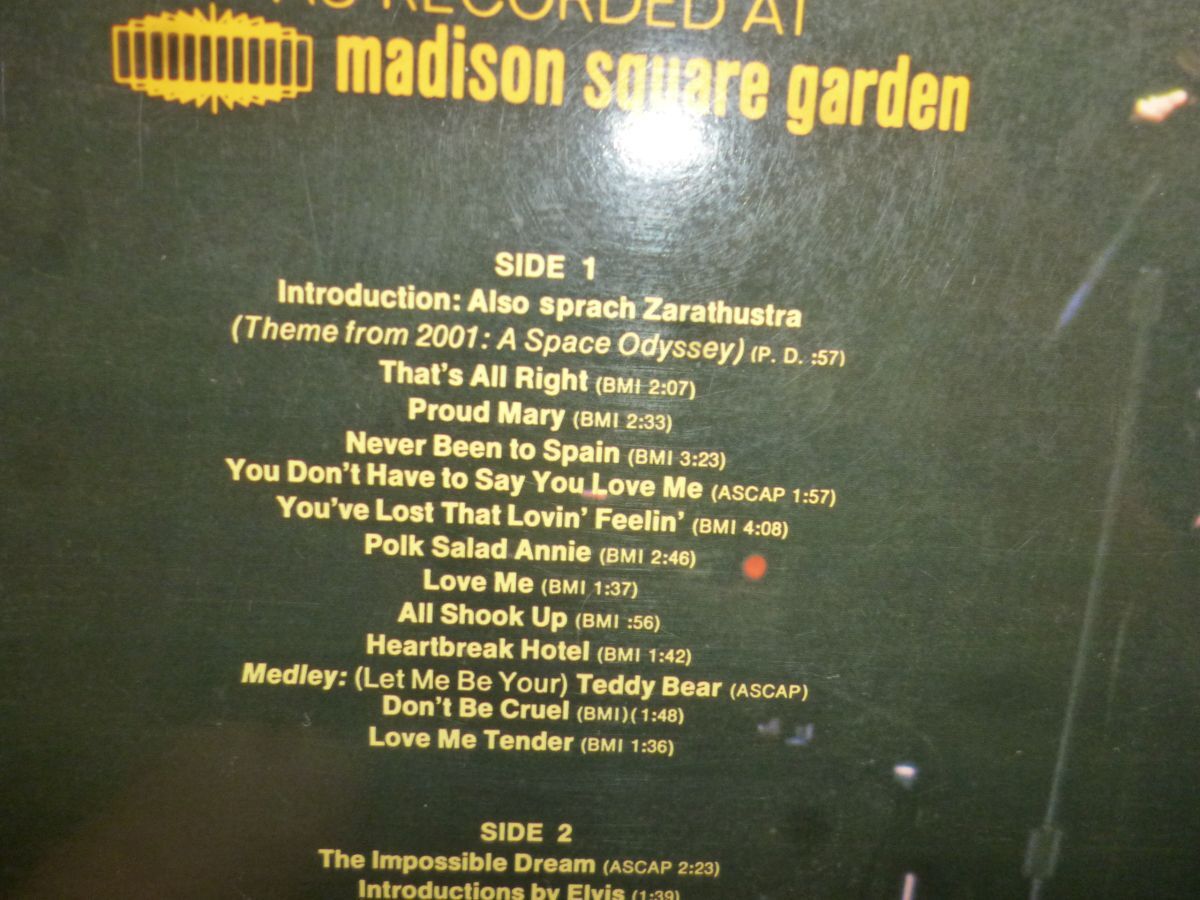 AS RECORDED AT
madison square garden
SIDE 1
Introduction: Also sprach Zarathustra
(Theme from 2001: A Space Odyssey) (P. D. :57)
That's All Right (BMI 2:07)
Proud Mary (BMI 2:33)
Never Been to Spain (BMI 3:23)
You Don't Have to Say You Love Me (ASCAP 1:57)
You've Lost That Lovin' Feelin' (BMI 4:08)
Polk Salad Annie (BMI 2:46)
Love Me (BMI 1:37)
All Shook Up (BMI :56)
Heartbreak Hotel (BMI 1:42)
Medley: (Let Me Be Your) Teddy Bear (ASCAP)
Don't Be Cruel (BMI)(1:48)
Love Me Tender (BMI 1:36)
SIDE 2
The Impossible Dream (ASCAP 2:23)
Introductions by Elvis (1:39)